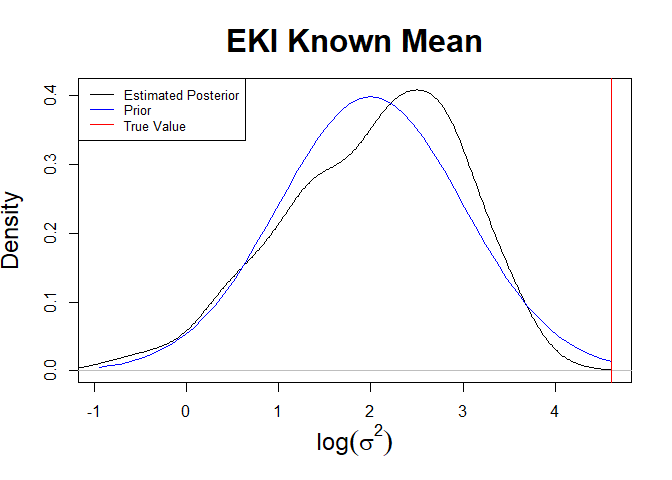 EKI Known Mean
Estimated Posterior
Prior
True Value
Density
0.4
0.3
0.2
0.1
0.0
-1 0 1 2 3 4
log(σ²)